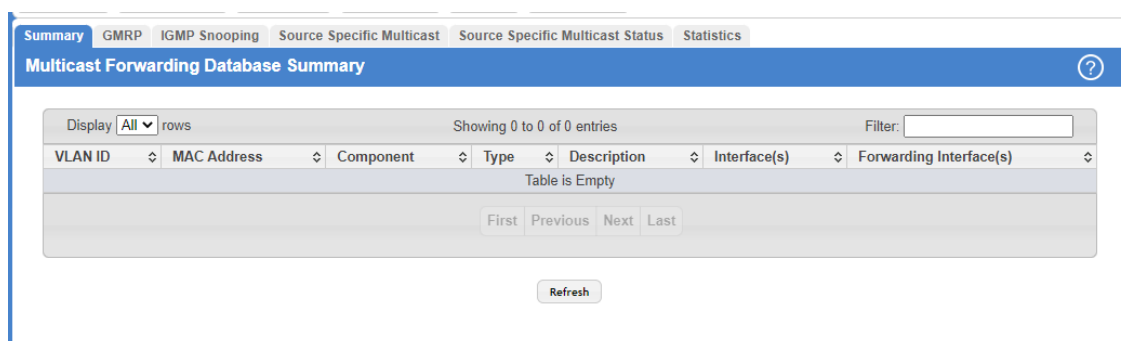 Summary GMRP IGMP Snooping Source Specific Multicast Source Specific Multicast Status Statistics
Multicast Forwarding Database Summary ?
Display All rows Showing 0 to 0 of 0 entries Filter:
VLAN ID MAC Address Component Type Description Interface(s) Forwarding Interface(s)
Table is Empty
First Previous Next Last
Refresh